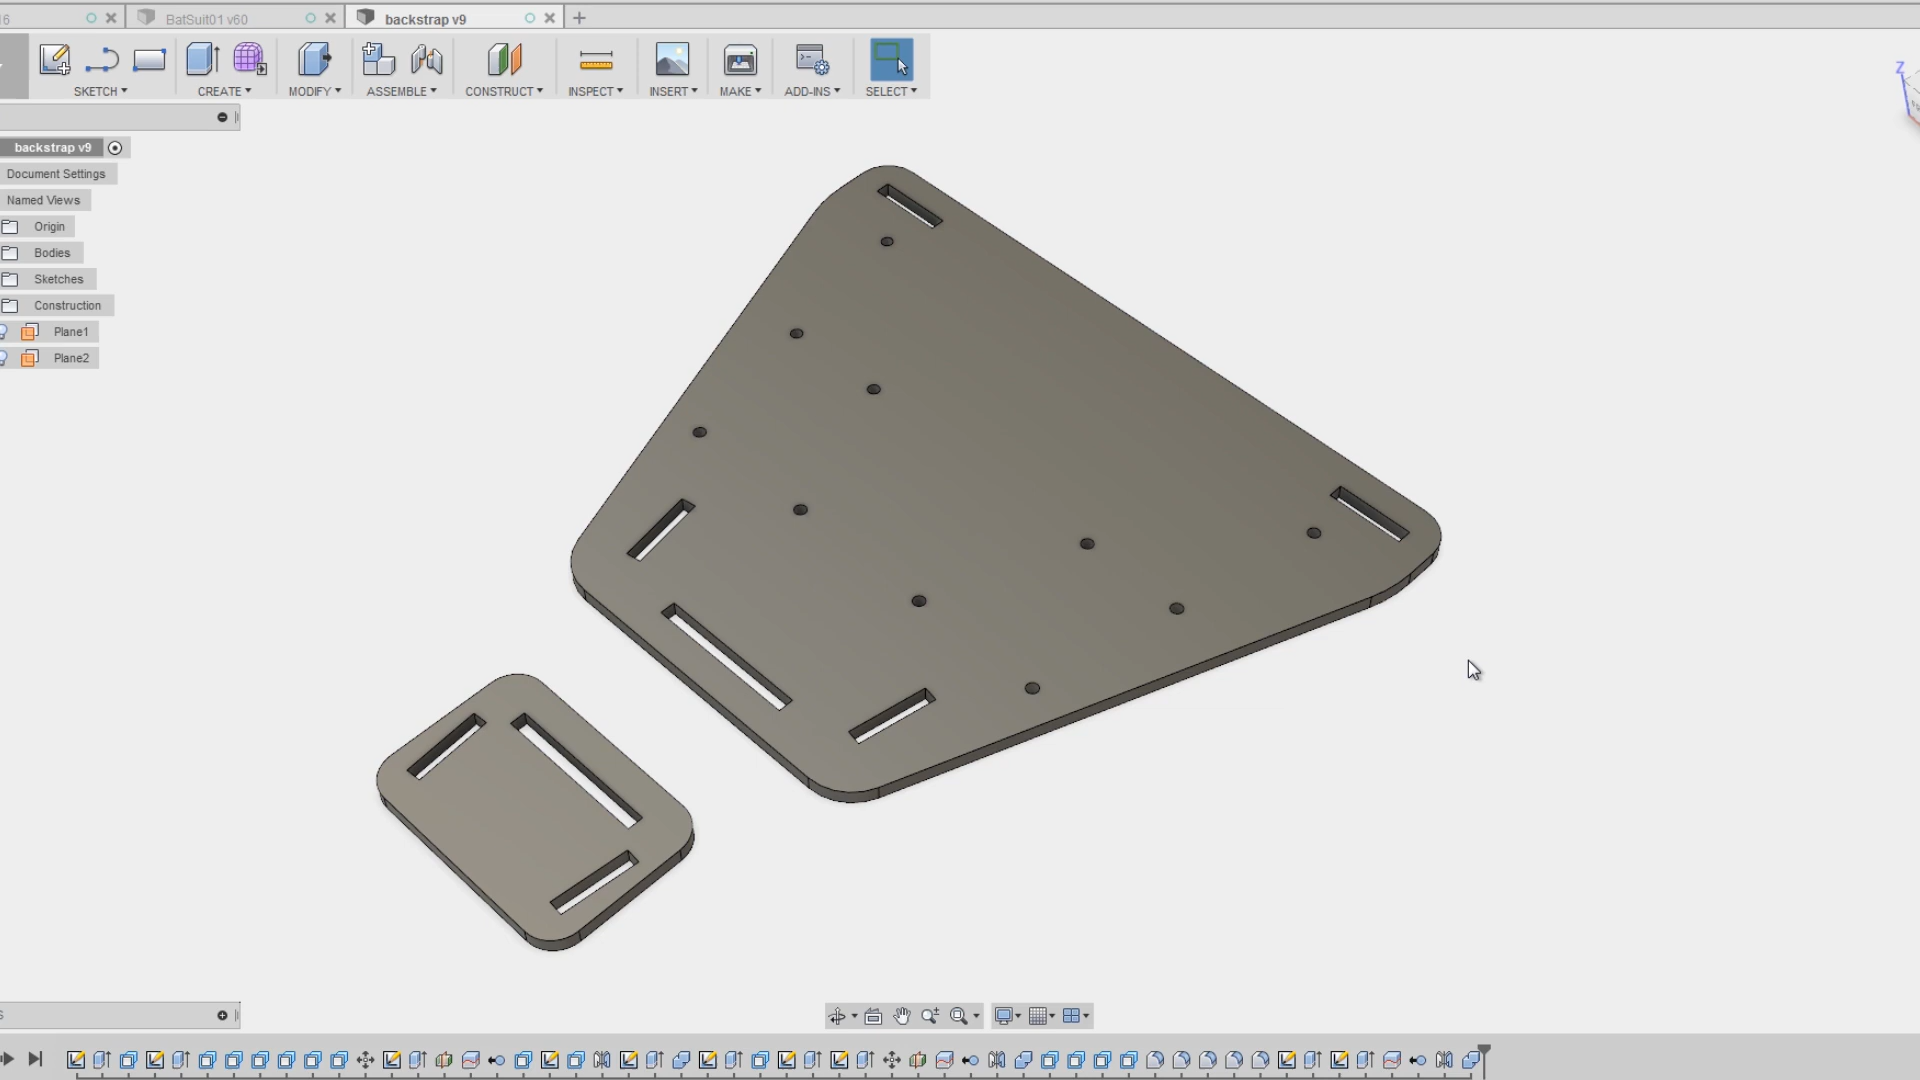 16
BatSuit01 v60
backstrap v9
SKETCH
CREATE
MODIFY
ASSEMBLE
CONSTRUCT
INSPECT
INSERT
MAKE
ADD-INS
SELECT
Z
backstrap v9
Document Settings
Named Views
Origin
Bodies
Sketches
Construction
Plane1
Plane2
S